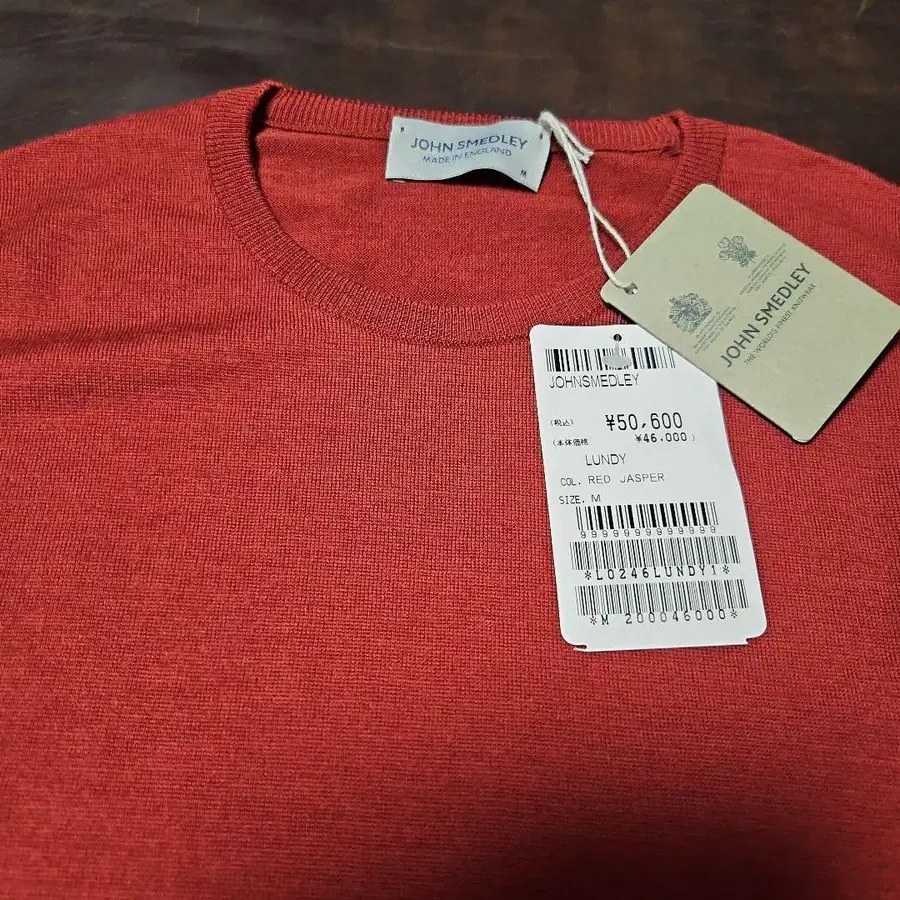 JOHN SMEDLEY
MADE IN ENGLAND
M
JOHN SMEDLEY
THE WORLD'S FINEST KNITWEAR
JOHNSMEDLEY
(税込) ¥50,600
(本体価格 ¥46,000)
LUNDY
COL. RED JASPER
SIZE. M
9999999999999
*L0246LUNDY1*
*M 200046000*